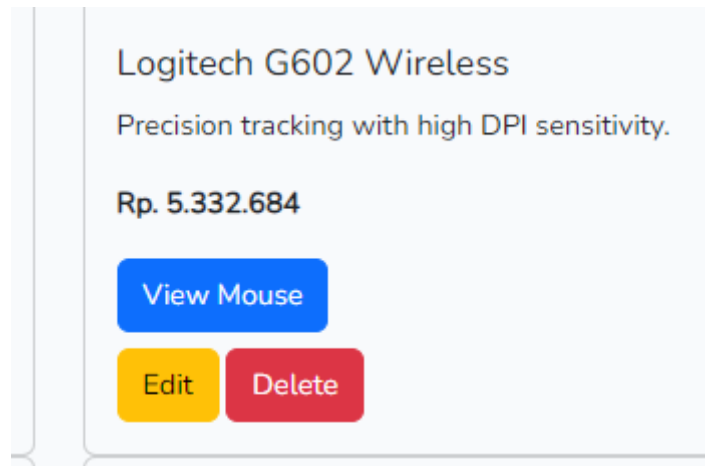 Logitech G602 Wireless
Precision tracking with high DPI sensitivity.
Rp. 5.332.684
View Mouse
Edit Delete